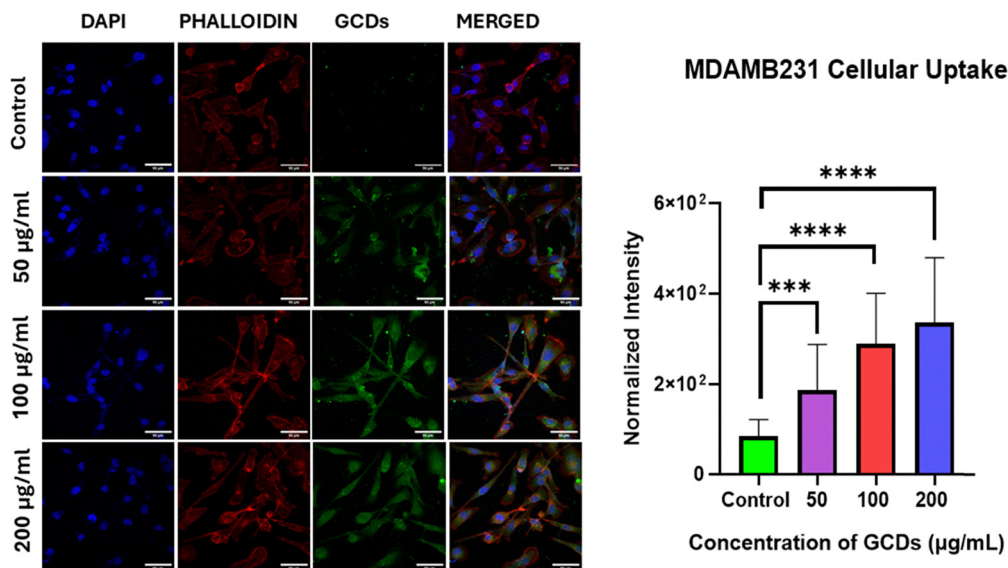 DAPI PHALLOIDIN GCDs MERGED
Control
50 µg/ml
100 µg/ml
200 µg/ml
MDAMB231 Cellular Uptake
Normalized Intensity
6×10²
4×10²
2×10²
0
****
****
***
Control 50 100 200
Concentration of GCDs (µg/mL)